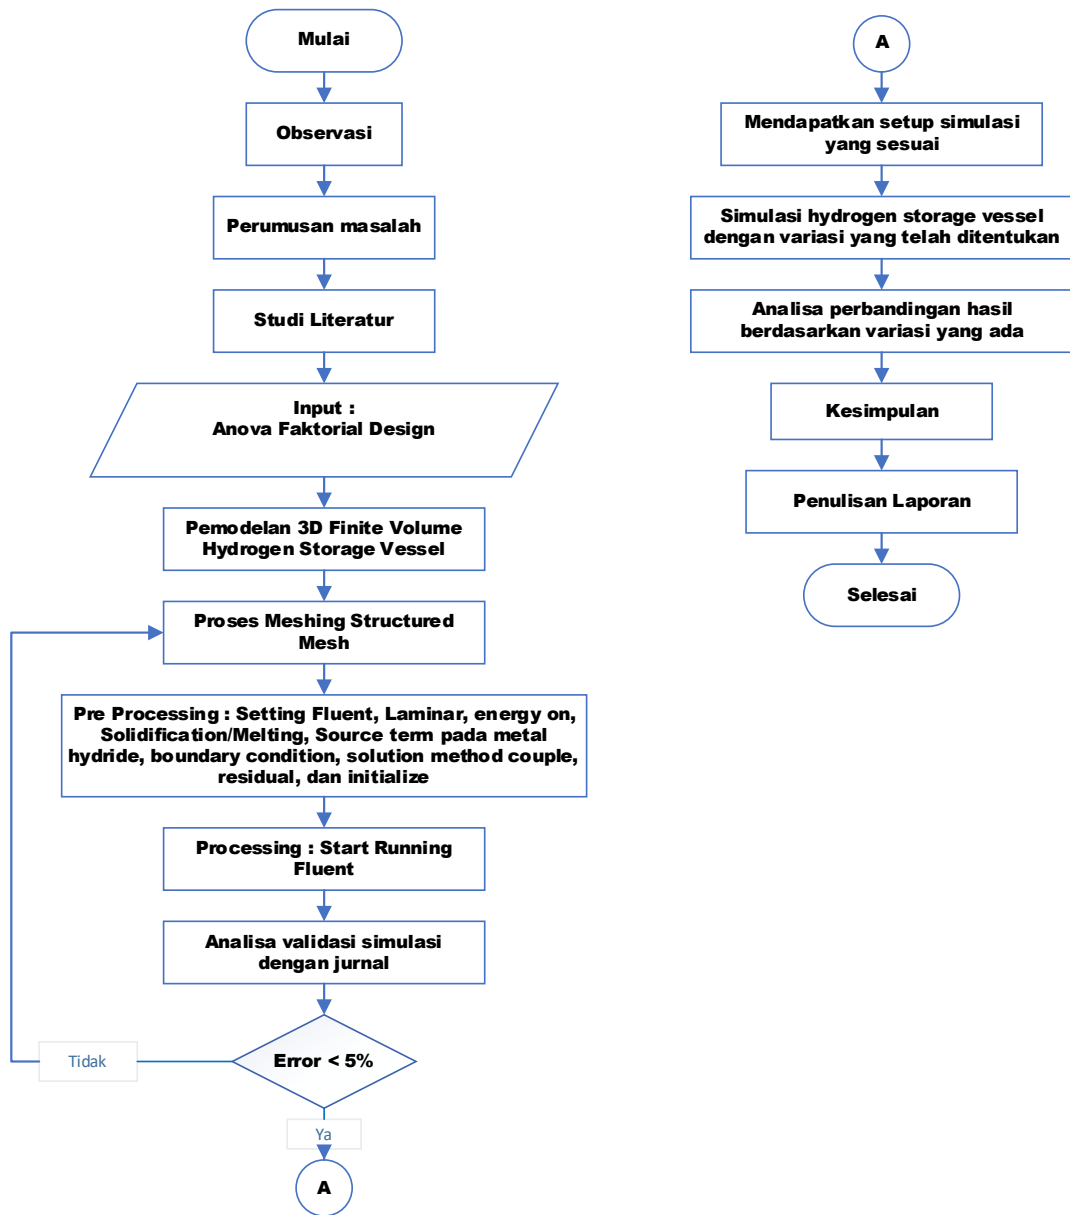 Mulai
Observasi
Perumusan masalah
Studi Literatur
Input :
Anova Faktorial Design
Pemodelan 3D Finite Volume
Hydrogen Storage Vessel
Proses Meshing Structured
Mesh
Pre Processing : Setting Fluent, Laminar, energy on,
Solidification/Melting, Source term pada metal
hydride, boundary condition, solution method couple,
residual, dan initialize
Processing : Start Running
Fluent
Analisa validasi simulasi
dengan jurnal
Error < 5%
Tidak
Ya
A
A
Mendapatkan setup simulasi
yang sesuai
Simulasi hydrogen storage vessel
dengan variasi yang telah ditentukan
Analisa perbandingan hasil
berdasarkan variasi yang ada
Kesimpulan
Penulisan Laporan
Selesai